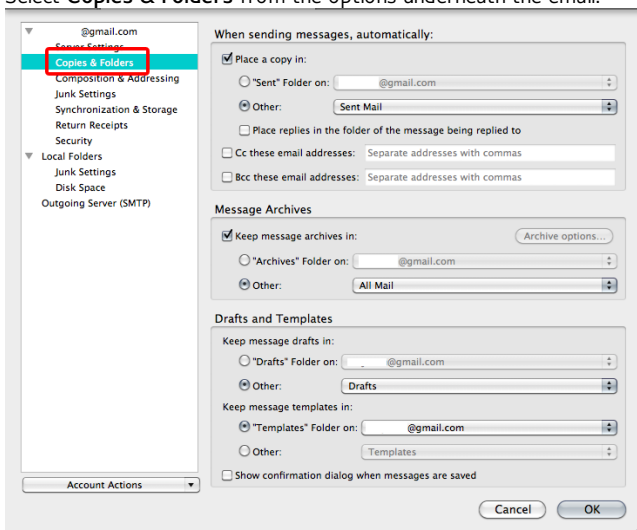 Select Copies & Folders from the options underneath the email.
@gmail.com
Server Settings
Copies & Folders
Composition & Addressing
Junk Settings
Synchronization & Storage
Return Receipts
Security
Local Folders
Junk Settings
Disk Space
Outgoing Server (SMTP)
Account Actions
When sending messages, automatically:
Place a copy in:
"Sent" Folder on: @gmail.com
Other: Sent Mail
Place replies in the folder of the message being replied to
Cc these email addresses: Separate addresses with commas
Bcc these email addresses: Separate addresses with commas
Message Archives
Keep message archives in: Archive options...
"Archives" Folder on: @gmail.com
Other: All Mail
Drafts and Templates
Keep message drafts in:
"Drafts" Folder on: @gmail.com
Other: Drafts
Keep message templates in:
"Templates" Folder on: @gmail.com
Other: Templates
Show confirmation dialog when messages are saved
Cancel OK